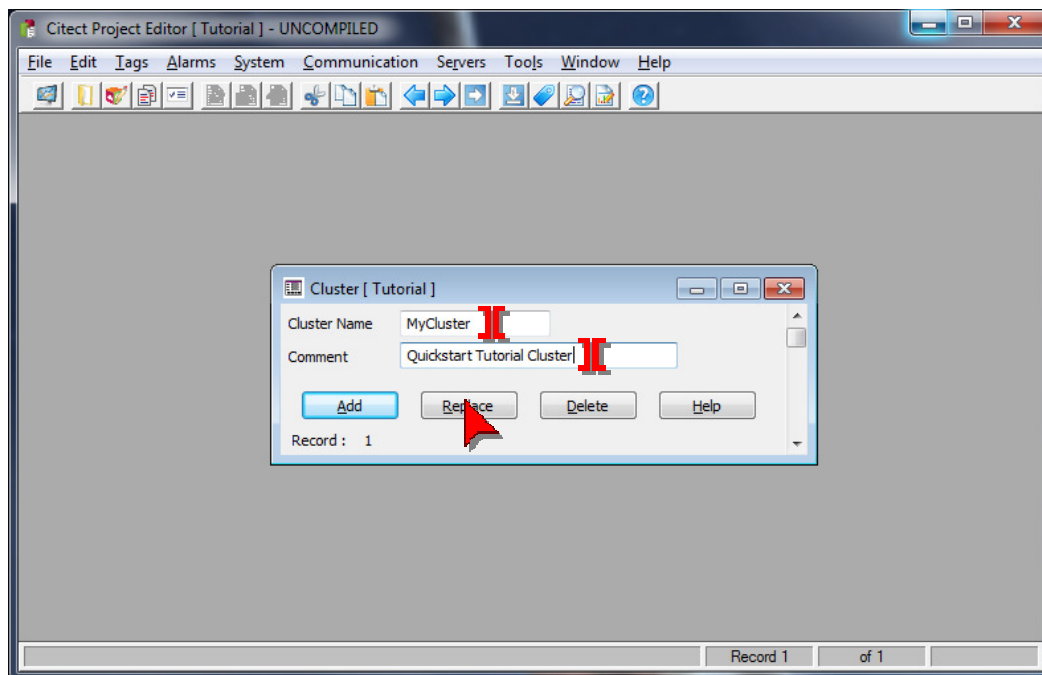 Citect Project Editor [ Tutorial ] - UNCOMPILED
File Edit Tags Alarms System Communication Servers Tools Window Help
Cluster [ Tutorial ]
Cluster Name MyCluster
Comment Quickstart Tutorial Cluster
Add Replace Delete Help
Record : 1
Record 1 of 1